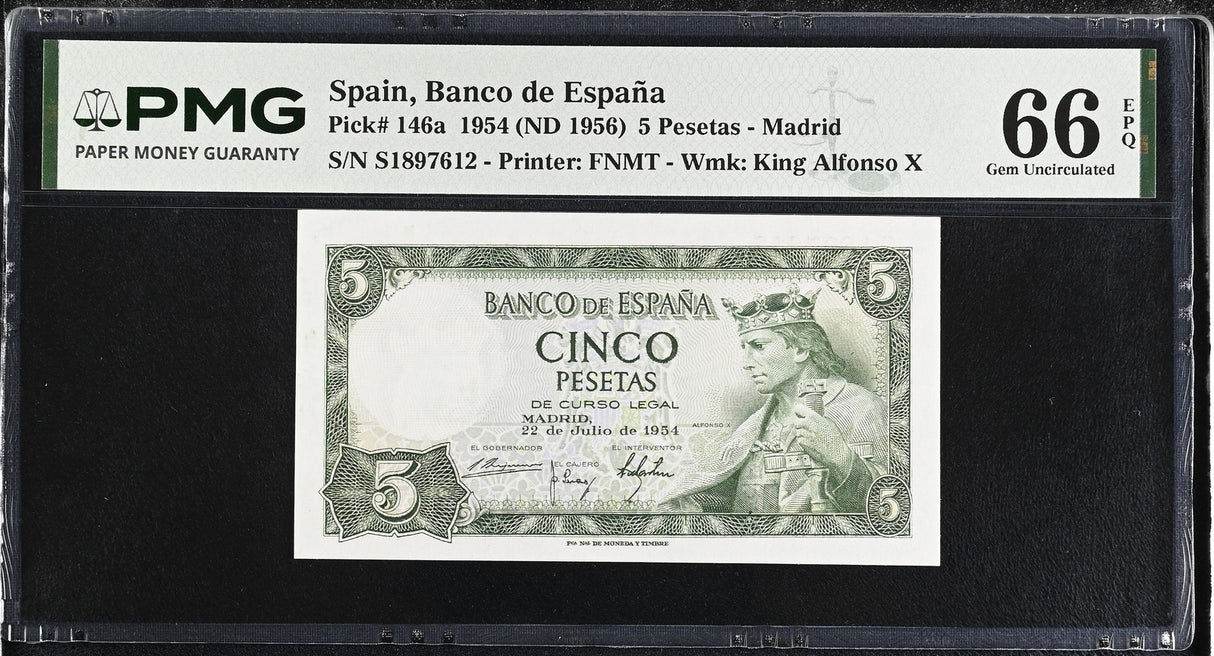 PMG
PAPER MONEY GUARANTY
Spain, Banco de España
Pick# 146a 1954 (ND 1956) 5 Pesetas - Madrid
S/N S1897612 - Printer: FNMT - Wmk: King Alfonso X
66
EPQ
Gem Uncirculated
5
5
BANCO DE ESPAÑA
CINCO
PESETAS
DE CURSO LEGAL
MADRID,
22 de Julio de 1954
ALFONSO X
EL GOBERNADOR
EL INTERVENTOR
EL CAJERO
5
5
Fca Nal DE MONEDA Y TIMBRE